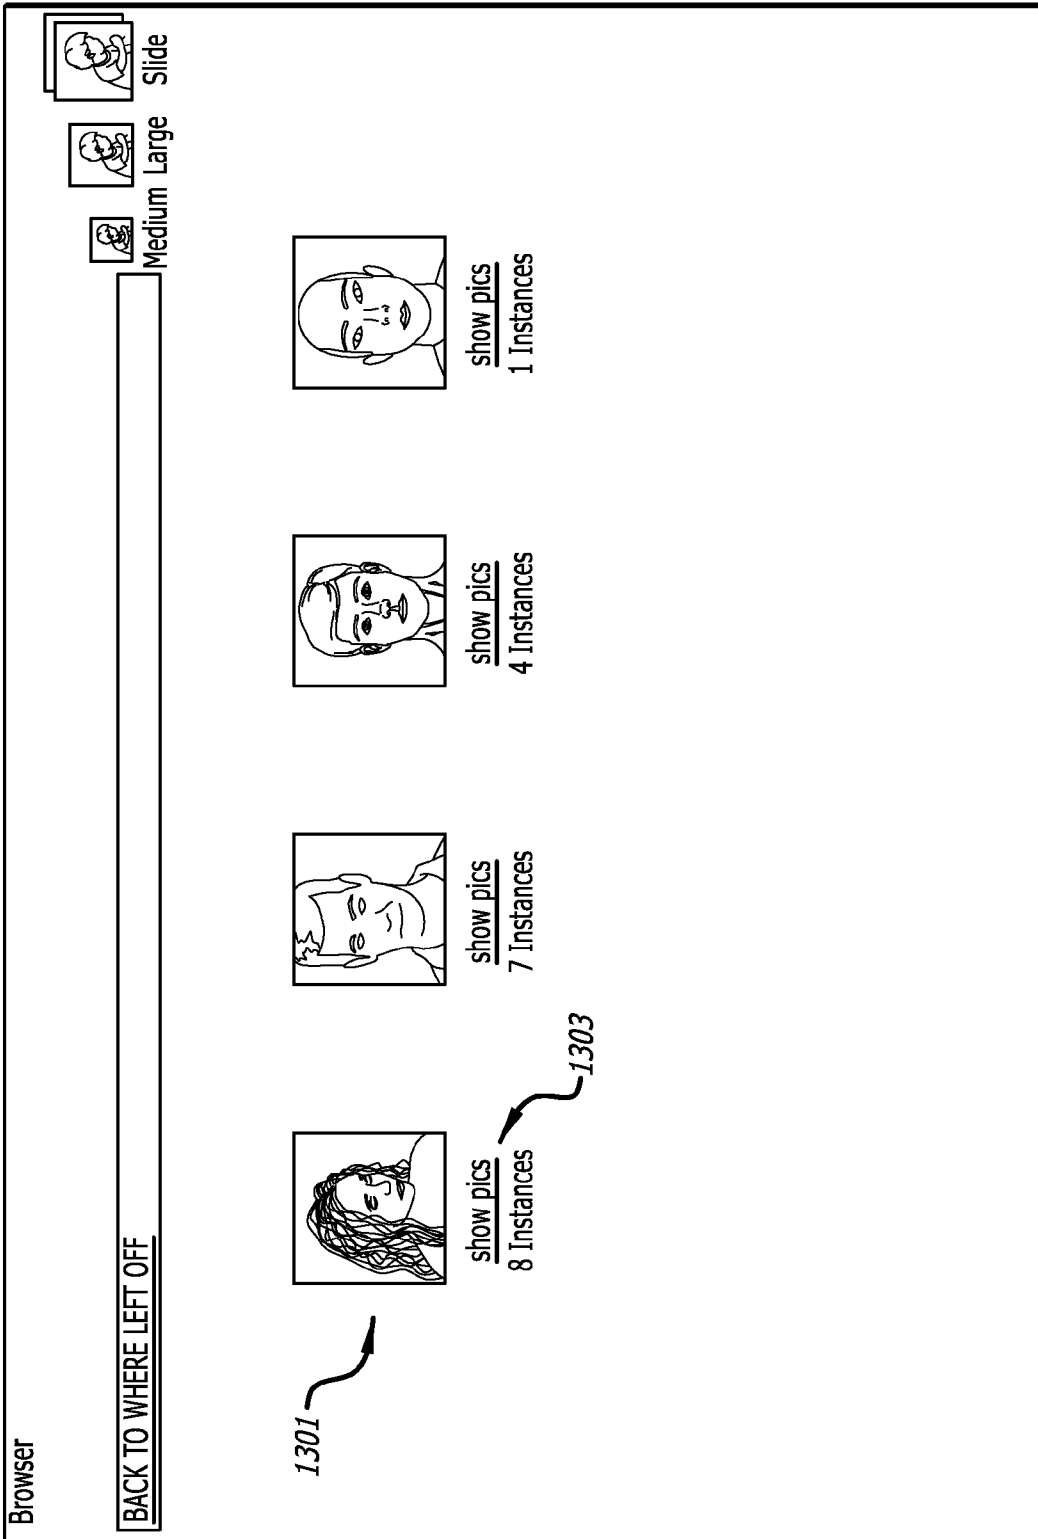 Browser
BACK TO WHERE LEFT OFF
Medium Large Slide
show pics
8 Instances
show pics
7 Instances
show pics
4 Instances
show pics
1 Instances
1301
1303